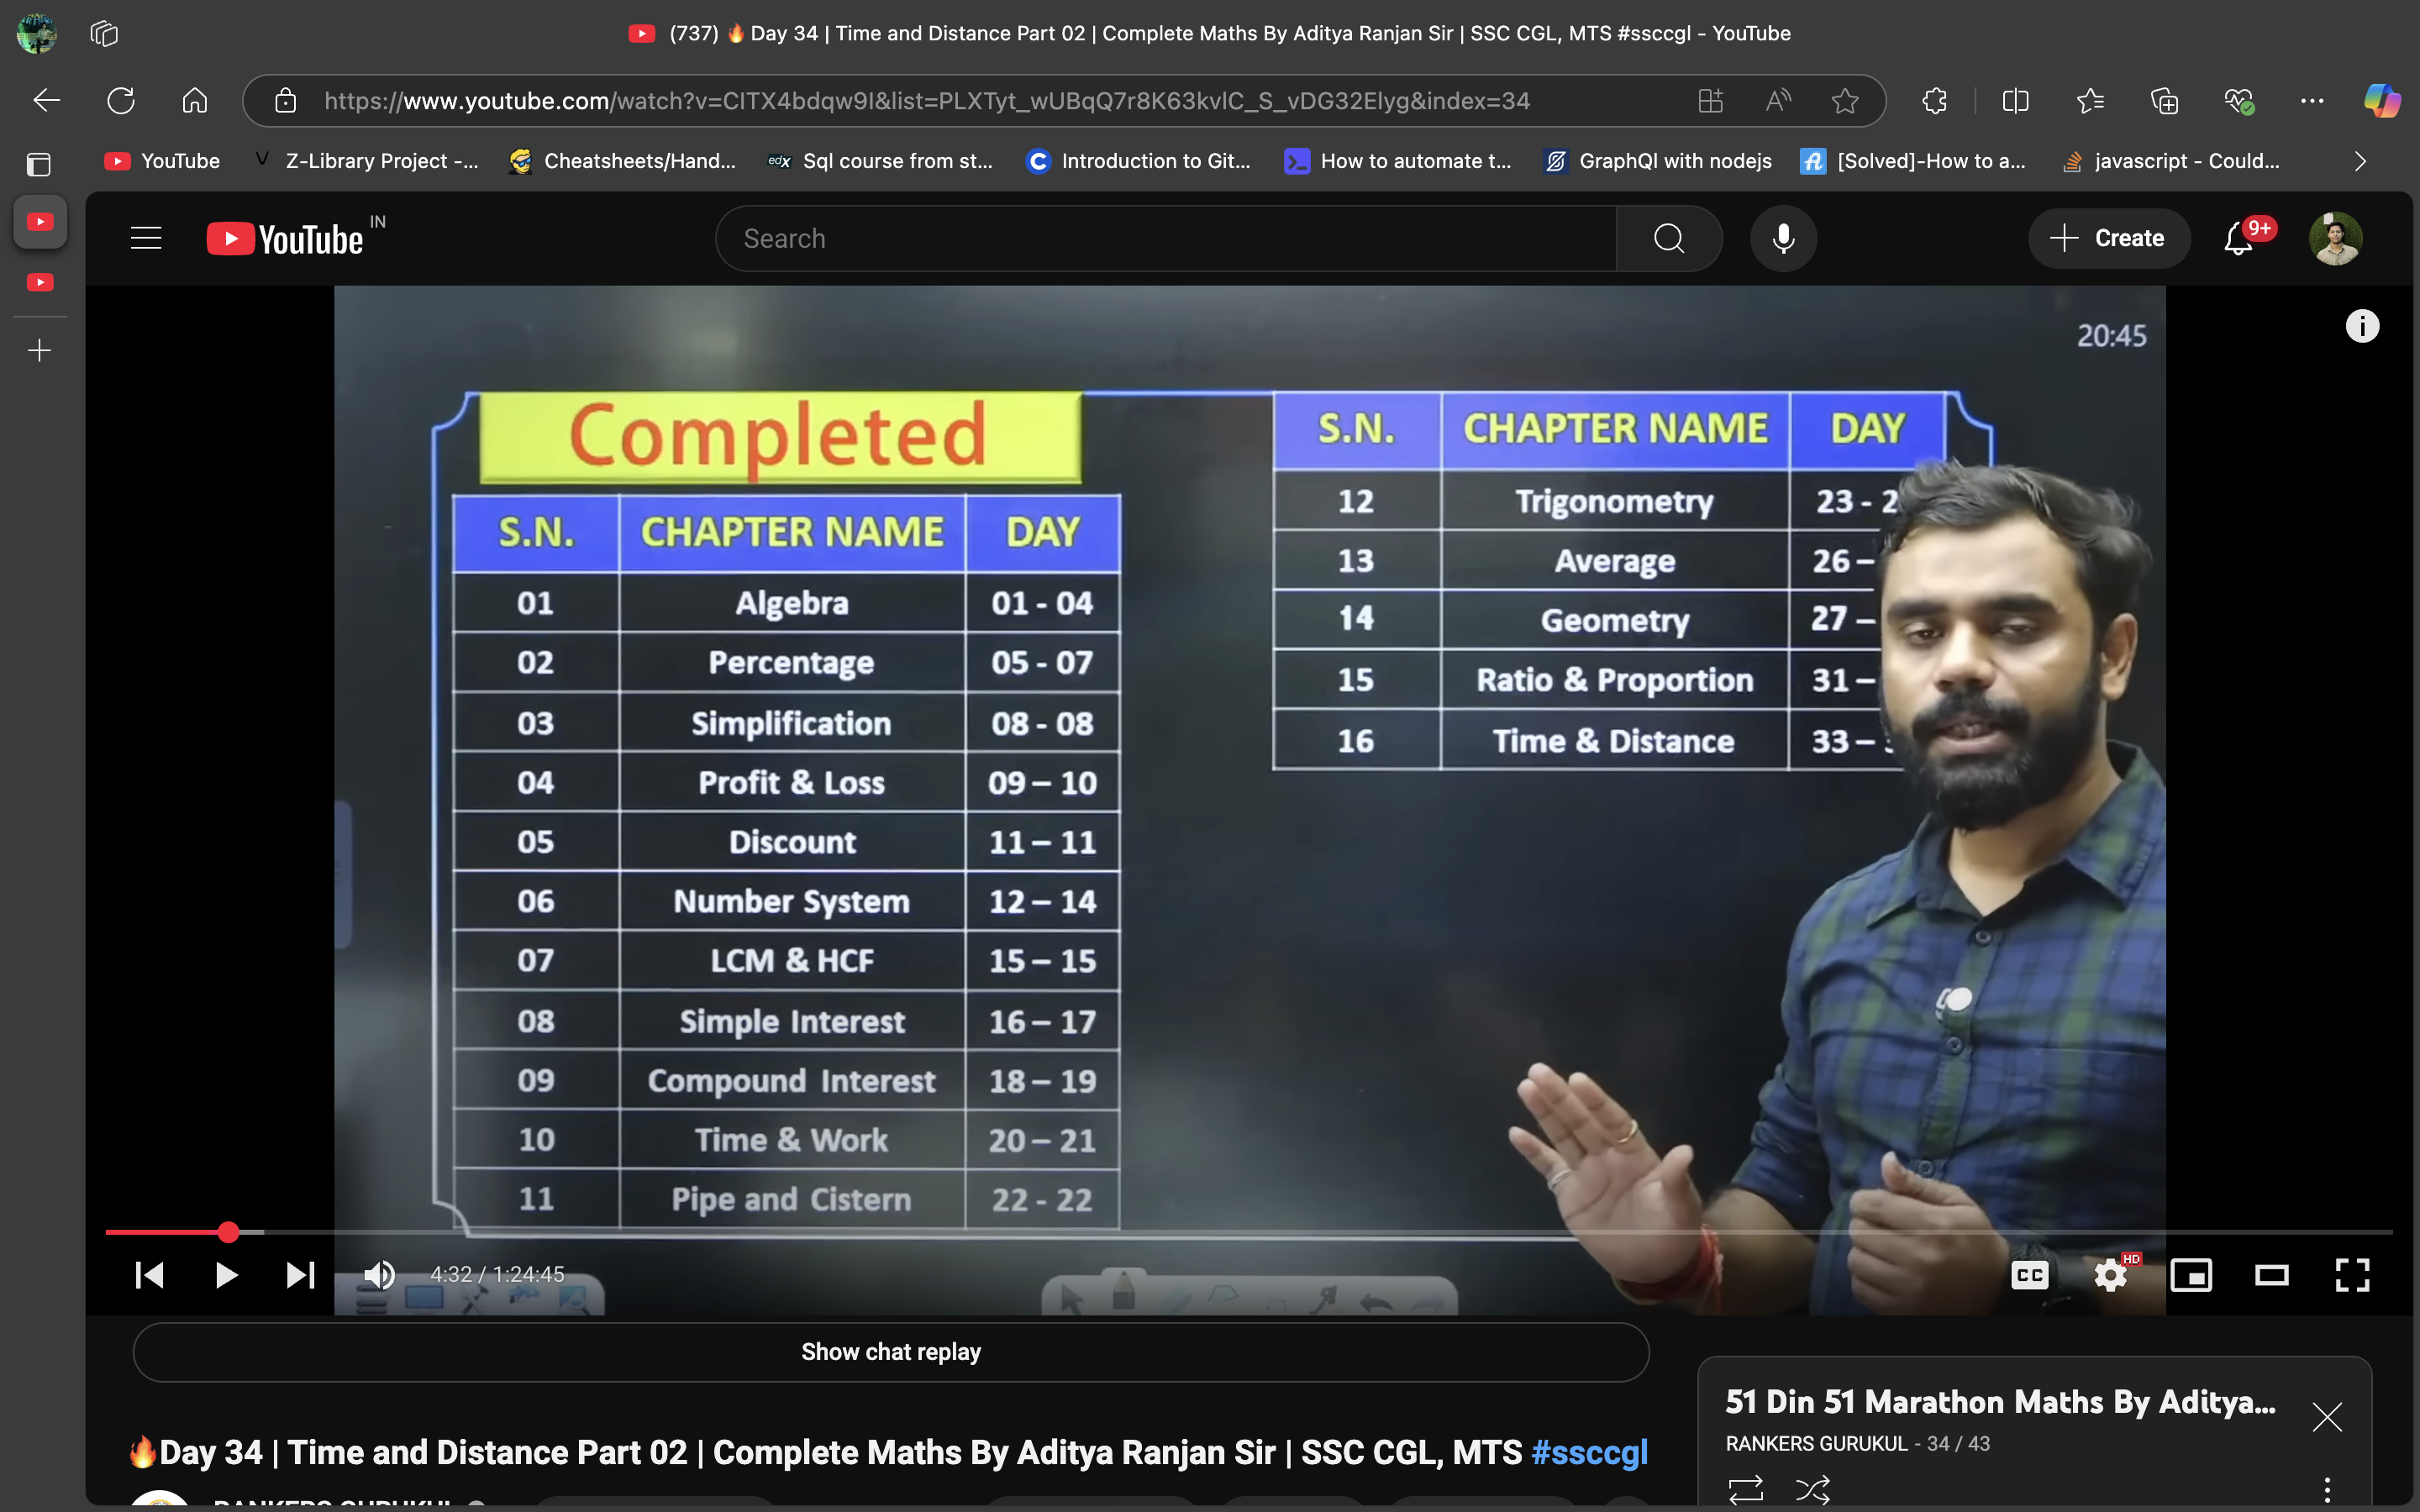 (737) 🔥 Day 34 | Time and Distance Part 02 | Complete Maths By Aditya Ranjan Sir | SSC CGL, MTS #ssccgl - YouTube
https://www.youtube.com/watch?v=CITX4bdqw9I&list=PLXTyt_wUBqQ7r8K63kvlC_S_vDG32Elyg&index=34
YouTube Z-Library Project -... Cheatsheets/Hand... edx Sql course from st... Introduction to Git... How to automate t... GraphQl with nodejs [Solved]-How to a... javascript - Could...
YouTube IN
Search
Create
9+
20:45
Completed
S.N. CHAPTER NAME DAY
01 Algebra 01 - 04
02 Percentage 05 - 07
03 Simplification 08 - 08
04 Profit & Loss 09 – 10
05 Discount 11 – 11
06 Number System 12 – 14
07 LCM & HCF 15 – 15
08 Simple Interest 16 – 17
09 Compound Interest 18 – 19
10 Time & Work 20 – 21
11 Pipe and Cistern 22 - 22
S.N. CHAPTER NAME DAY
12 Trigonometry 23 - 2
13 Average 26 –
14 Geometry 27 –
15 Ratio & Proportion 31 –
16 Time & Distance 33 –
4:32 / 1:24:45
CC
HD
Show chat replay
🔥Day 34 | Time and Distance Part 02 | Complete Maths By Aditya Ranjan Sir | SSC CGL, MTS #ssccgl
51 Din 51 Marathon Maths By Aditya...
RANKERS GURUKUL - 34 / 43
RANKERS GURUKUL